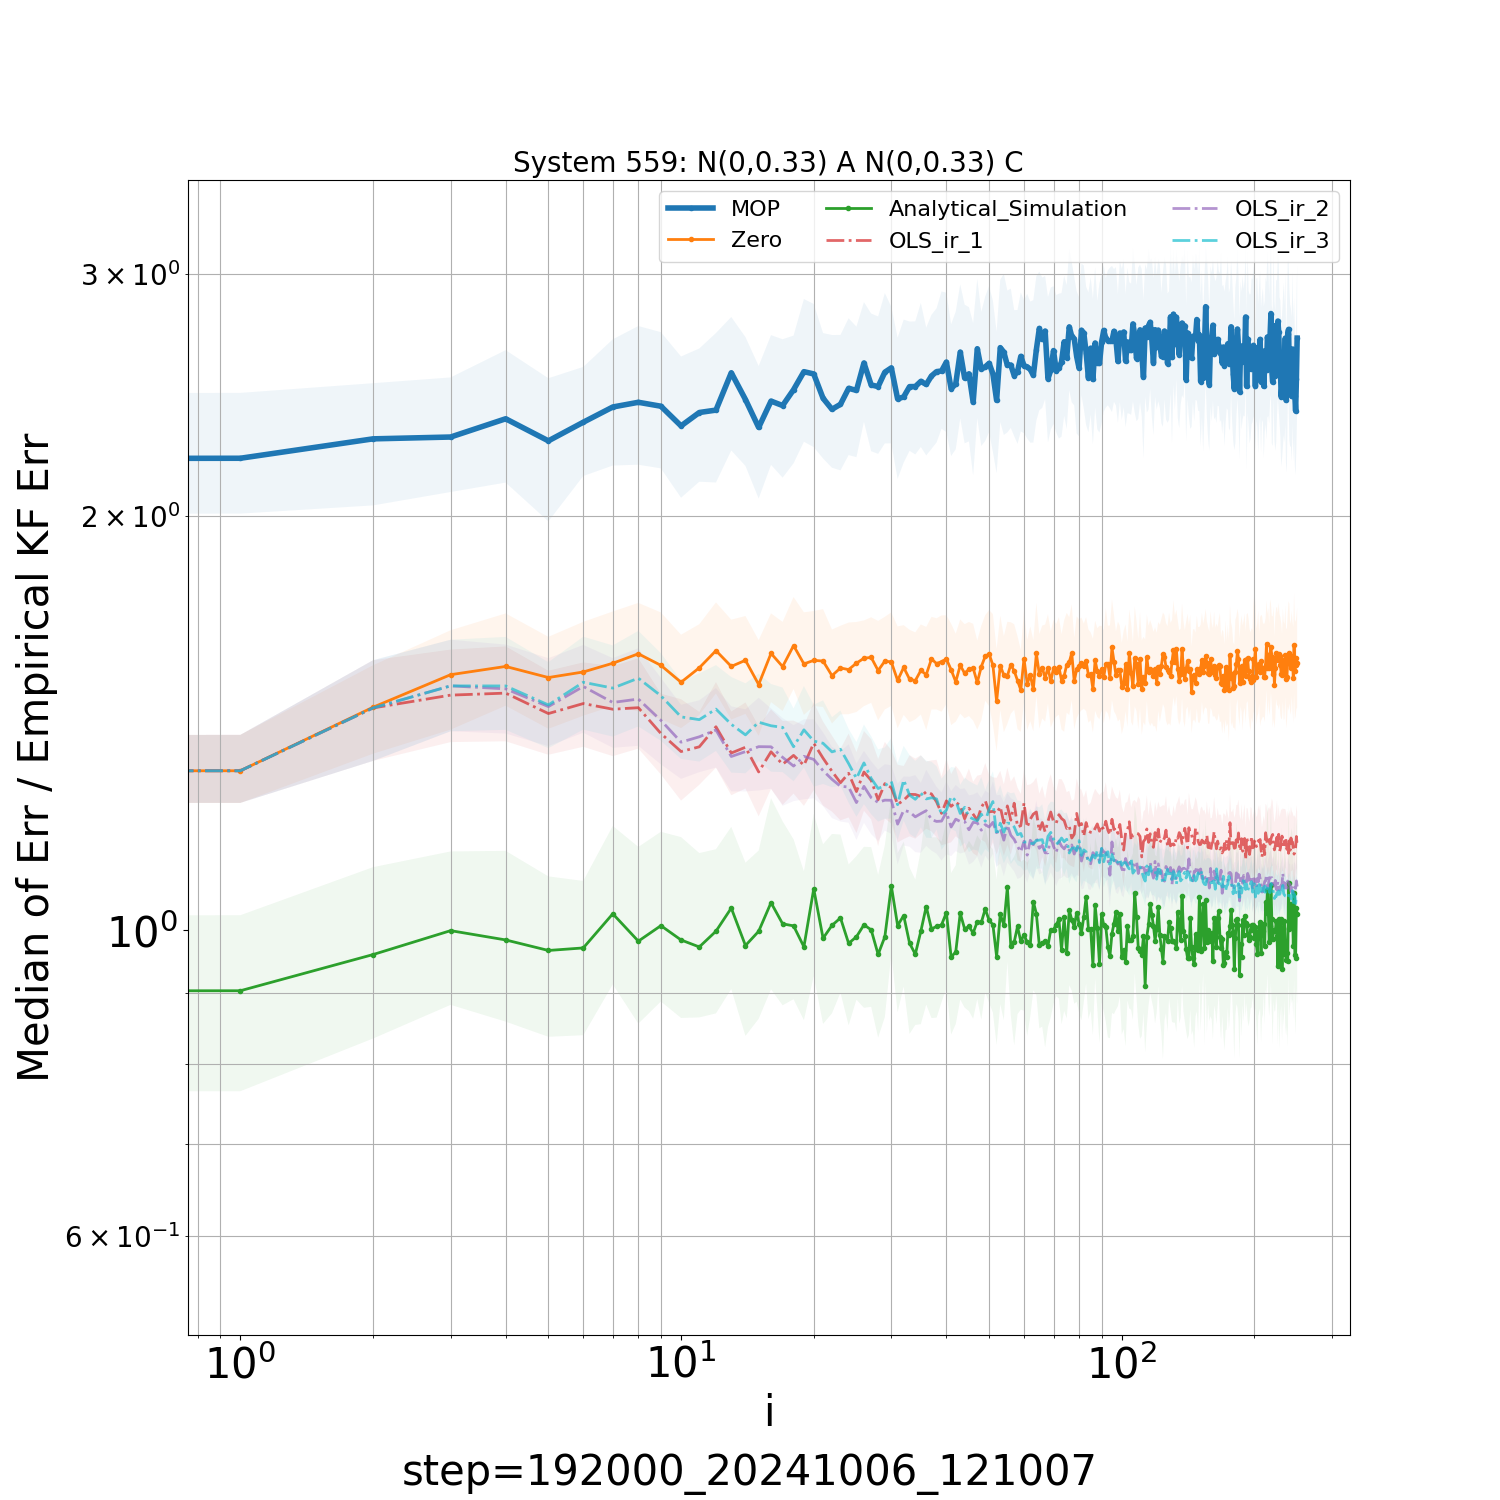 System 559: N(0,0.33) A N(0,0.33) C
MOP
Zero
Analytical_Simulation
OLS_ir_1
OLS_ir_2
OLS_ir_3
Median of Err / Empirical KF Err
3 × 10⁰
2 × 10⁰
10⁰
6 × 10⁻¹
10⁰ 10¹ 10²
i
step=192000_20241006_121007